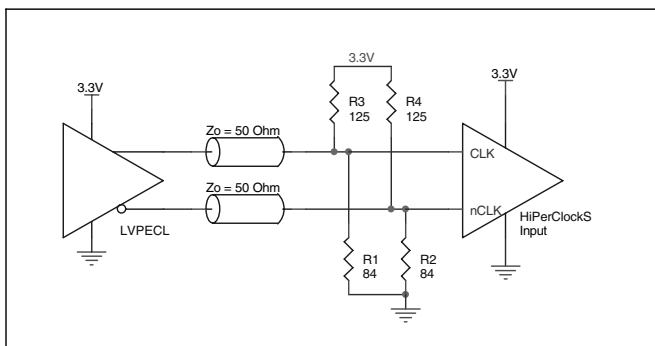 3.3V
3.3V
3.3V
R3
125
R4
125
Zo = 50 Ohm
CLK
Zo = 50 Ohm
nCLK
HiPerClockS
Input
LVPECL
R1
84
R2
84